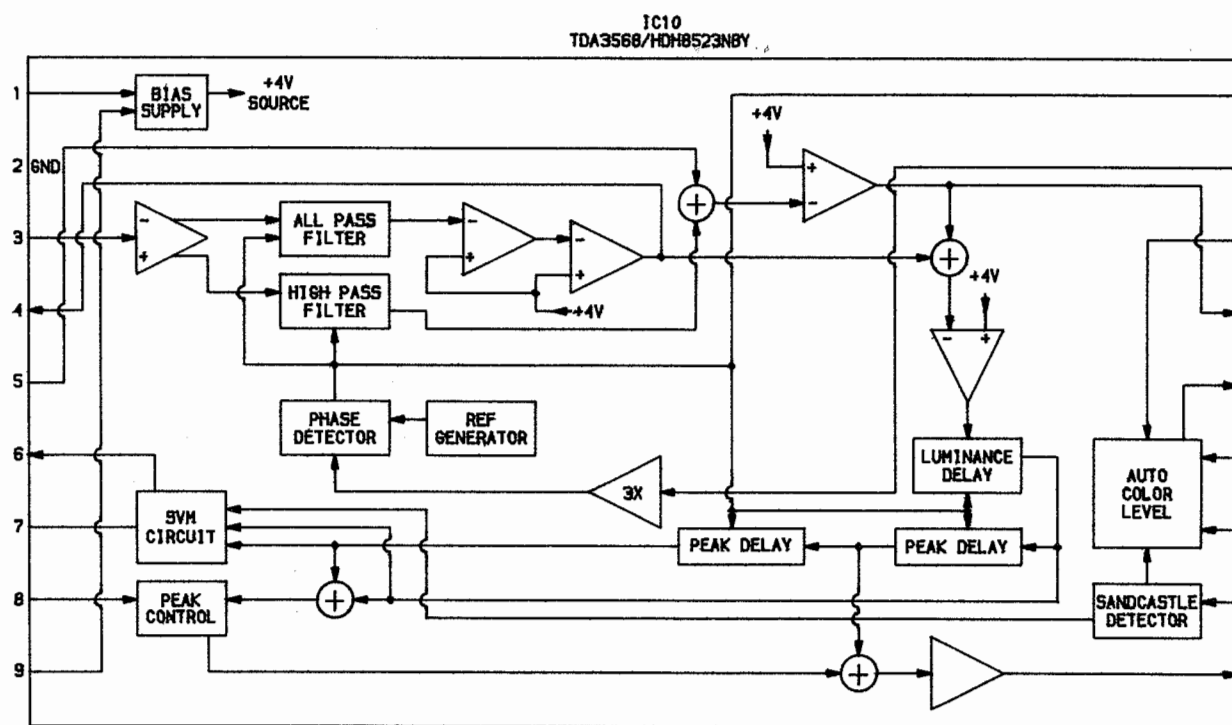 IC10
TDA3566/HDH8523NBY
1
BIAS
SUPPLY
+4V
SOURCE
+4V
2
GND
+
−
+
3
−
+
ALL PASS
FILTER
−
+
−
+
+
+4V
HIGH PASS
FILTER
4
+4V
−
+
5
PHASE
DETECTOR
REF
GENERATOR
6
3X
LUMINANCE
DELAY
AUTO
COLOR
LEVEL
SVM
CIRCUIT
7
PEAK DELAY
PEAK DELAY
8
PEAK
CONTROL
+
SANDCASTLE
DETECTOR
9
+